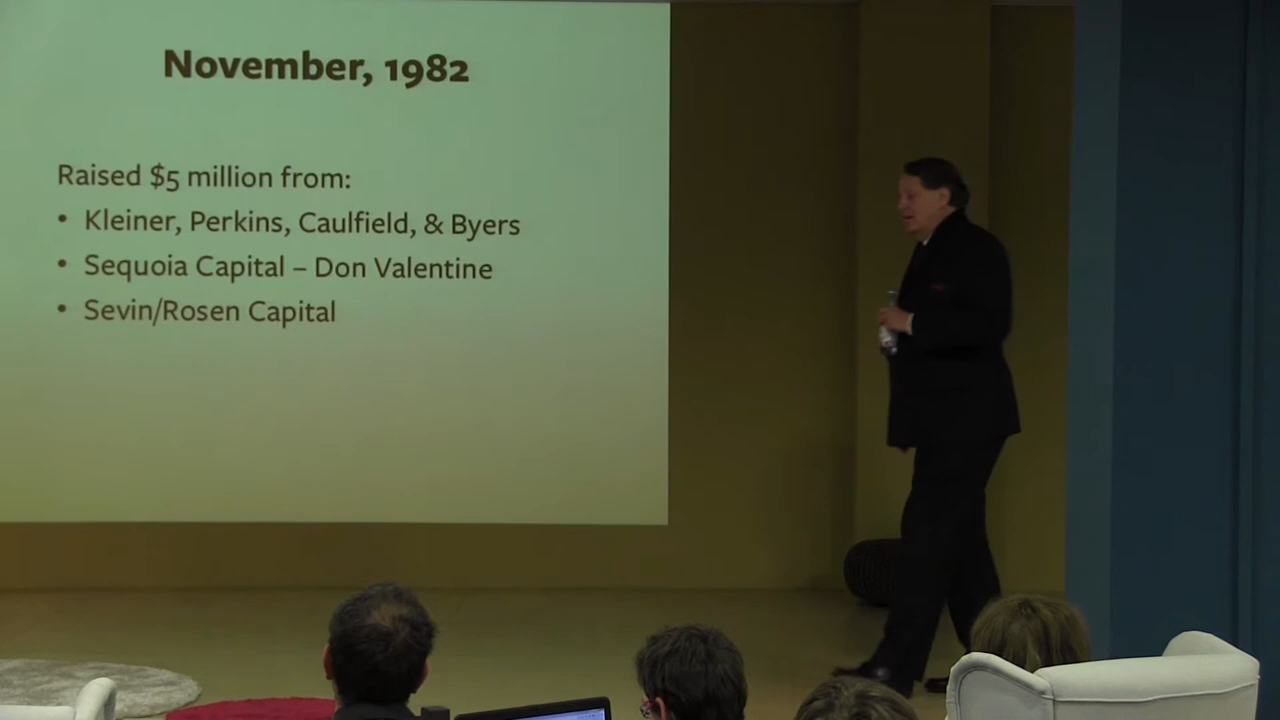 November, 1982
Raised $5 million from:
• Kleiner, Perkins, Caulfield, & Byers
• Sequoia Capital – Don Valentine
• Sevin/Rosen Capital